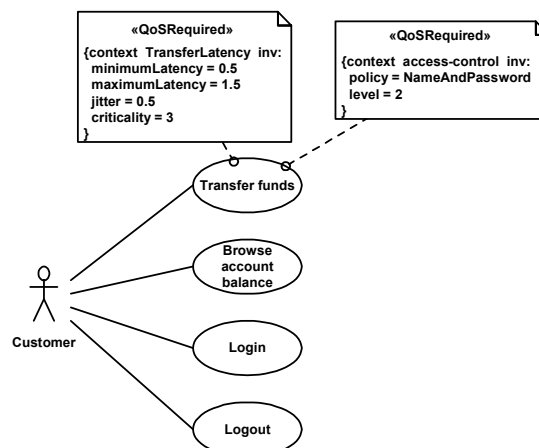 «QoSRequired»
{context TransferLatency inv:
minimumLatency = 0.5
maximumLatency = 1.5
jitter = 0.5
criticality = 3
}
«QoSRequired»
{context access-control inv:
policy = NameAndPassword
level = 2
}
Transfer funds
Browse
account
balance
Login
Customer
Logout